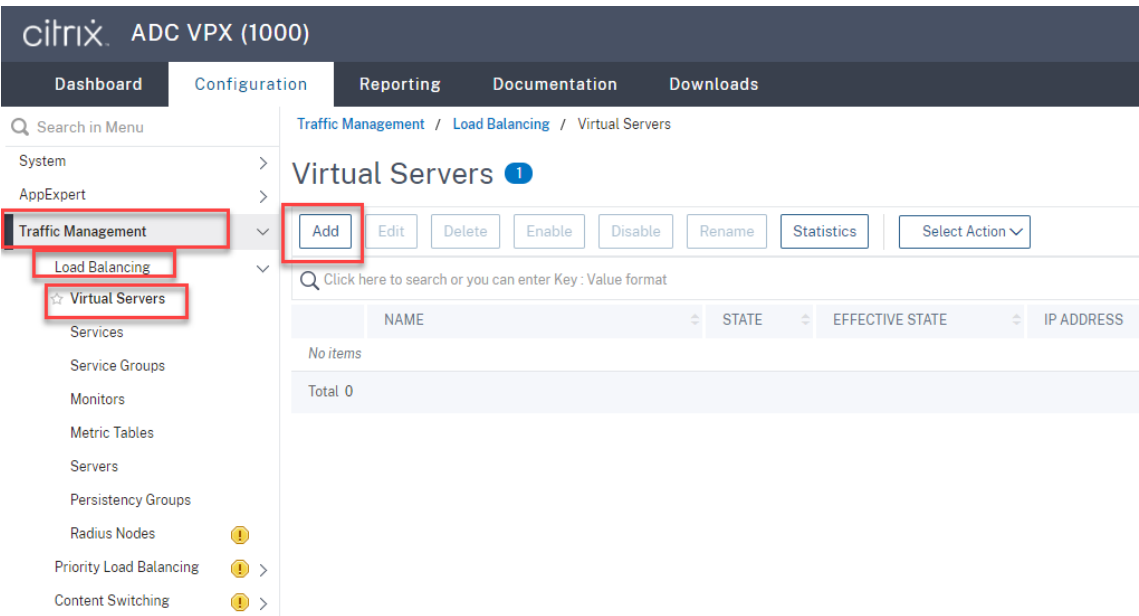 citrix. ADC VPX (1000)
Dashboard Configuration Reporting Documentation Downloads
Search in Menu
System
AppExpert
Traffic Management
Load Balancing
Virtual Servers
Services
Service Groups
Monitors
Metric Tables
Servers
Persistency Groups
Radius Nodes !
Priority Load Balancing !
Content Switching !
Traffic Management / Load Balancing / Virtual Servers
Virtual Servers 1
Add Edit Delete Enable Disable Rename Statistics Select Action
Click here to search or you can enter Key : Value format
NAME STATE EFFECTIVE STATE IP ADDRESS
No items
Total 0